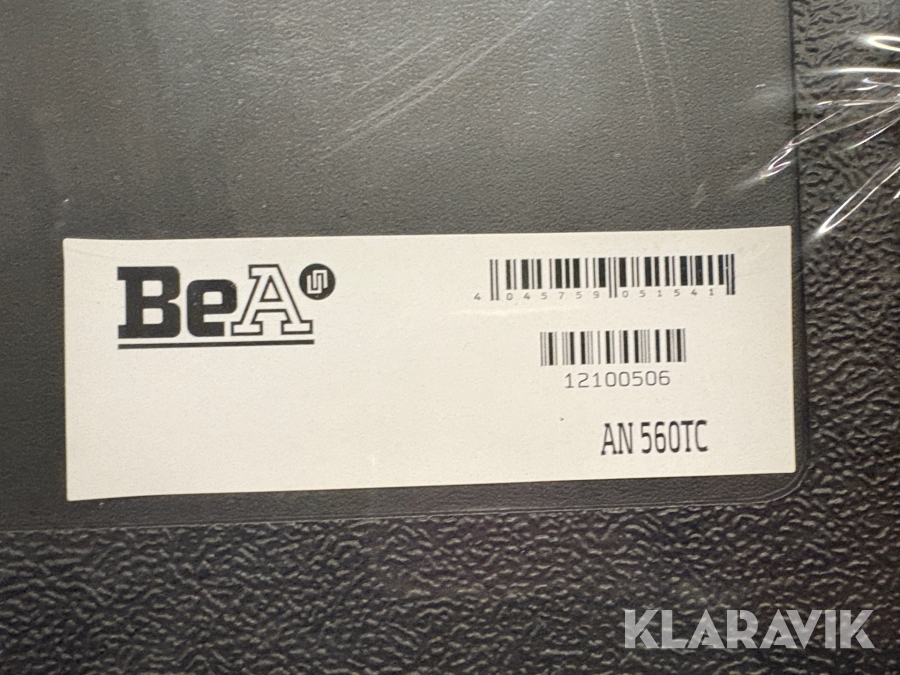 BeA
4 045759 051541
12100506
AN 560TC
KLARAVIK